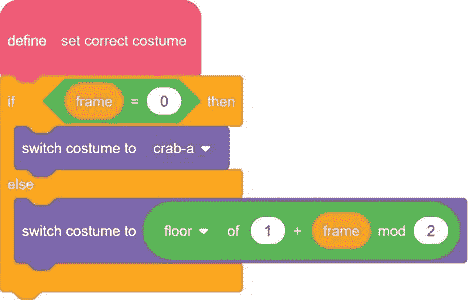 define set correct costume
if frame = 0 then
switch costume to crab-a
else
switch costume to floor of 1 + frame mod 2